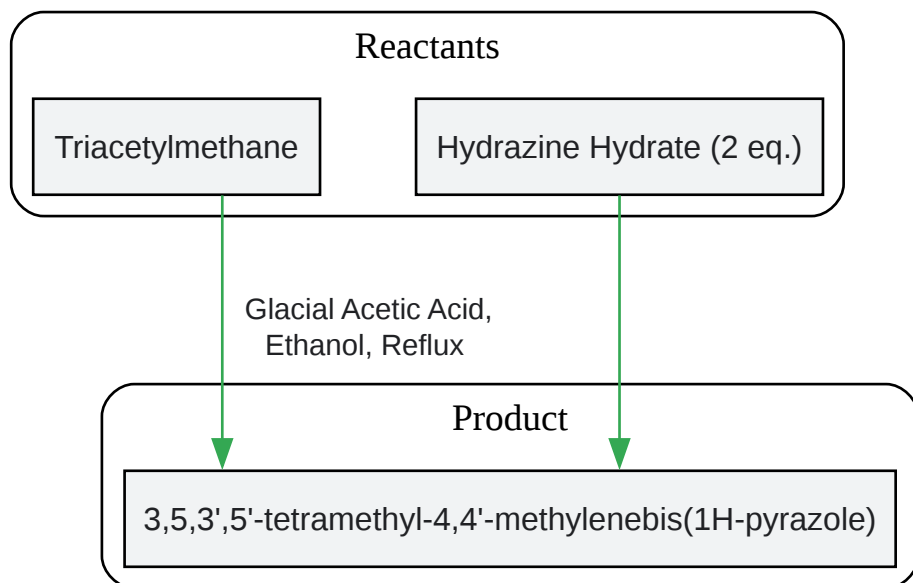 Reactants
Triacetylmethane
Hydrazine Hydrate (2 eq.)
Glacial Acetic Acid,
Ethanol, Reflux
Product
3,5,3',5'-tetramethyl-4,4'-methylenebis(1H-pyrazole)